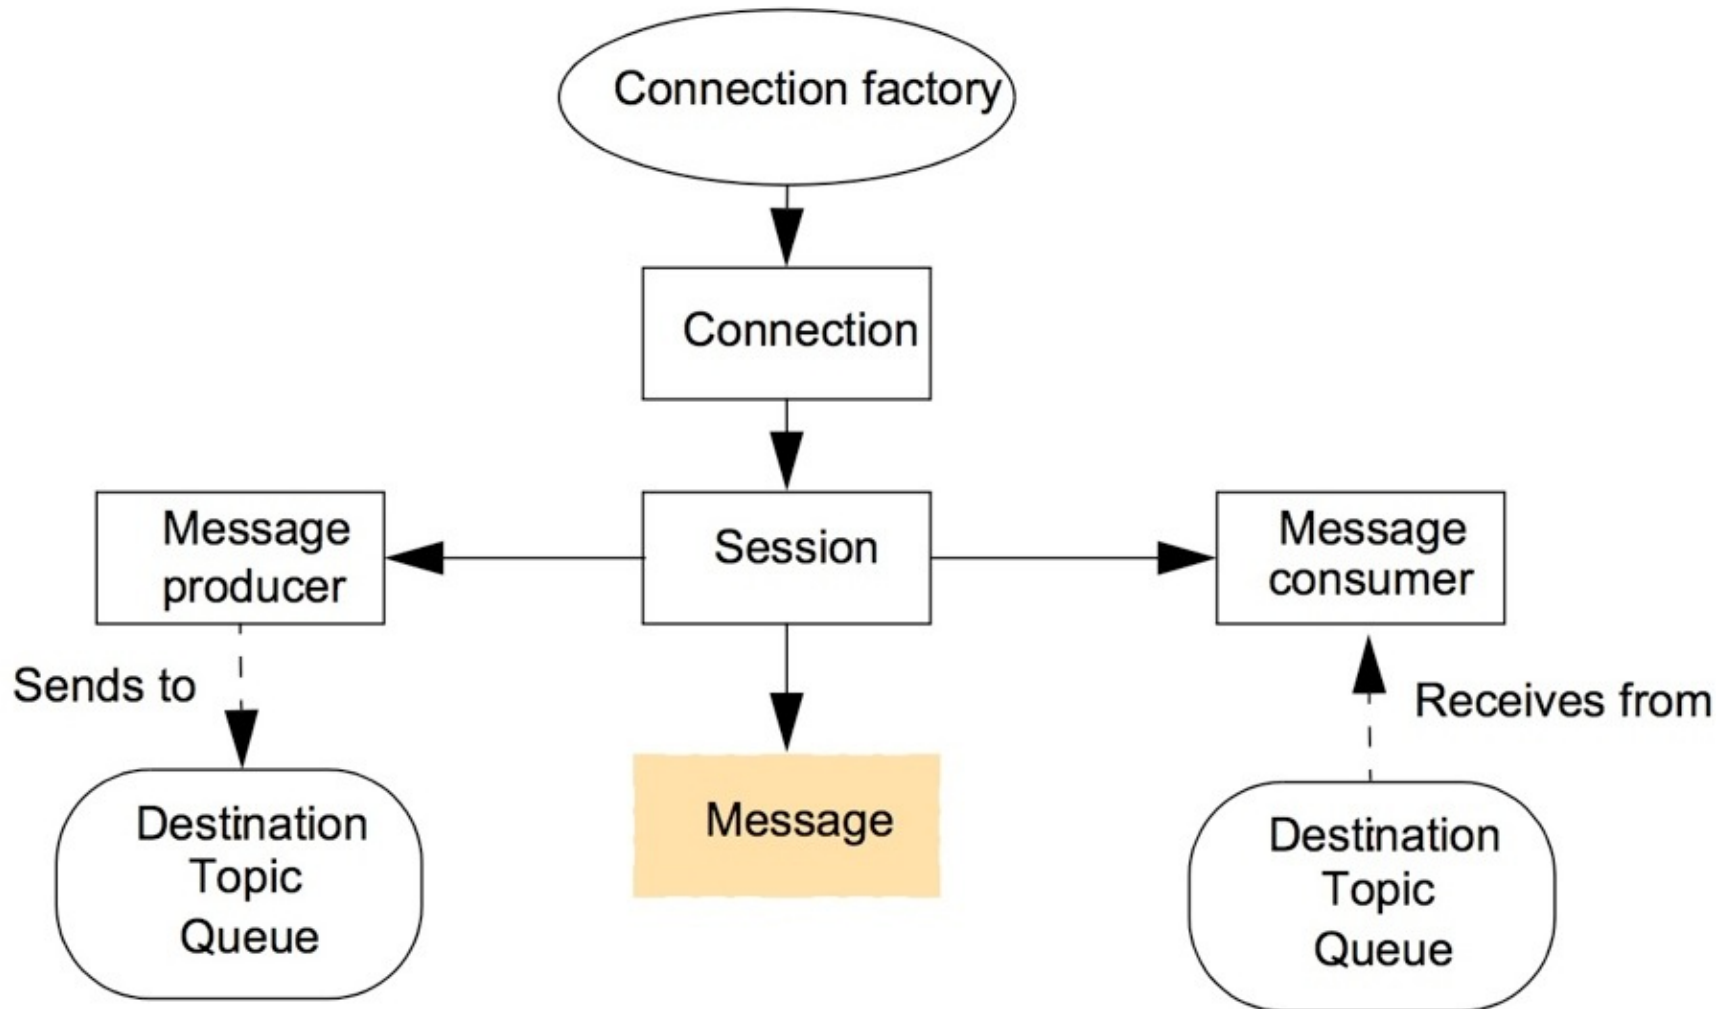 Connection factory
Connection
Message
producer
Session
Message
consumer
Sends to
Receives from
Destination
Topic
Queue
Message
Destination
Topic
Queue